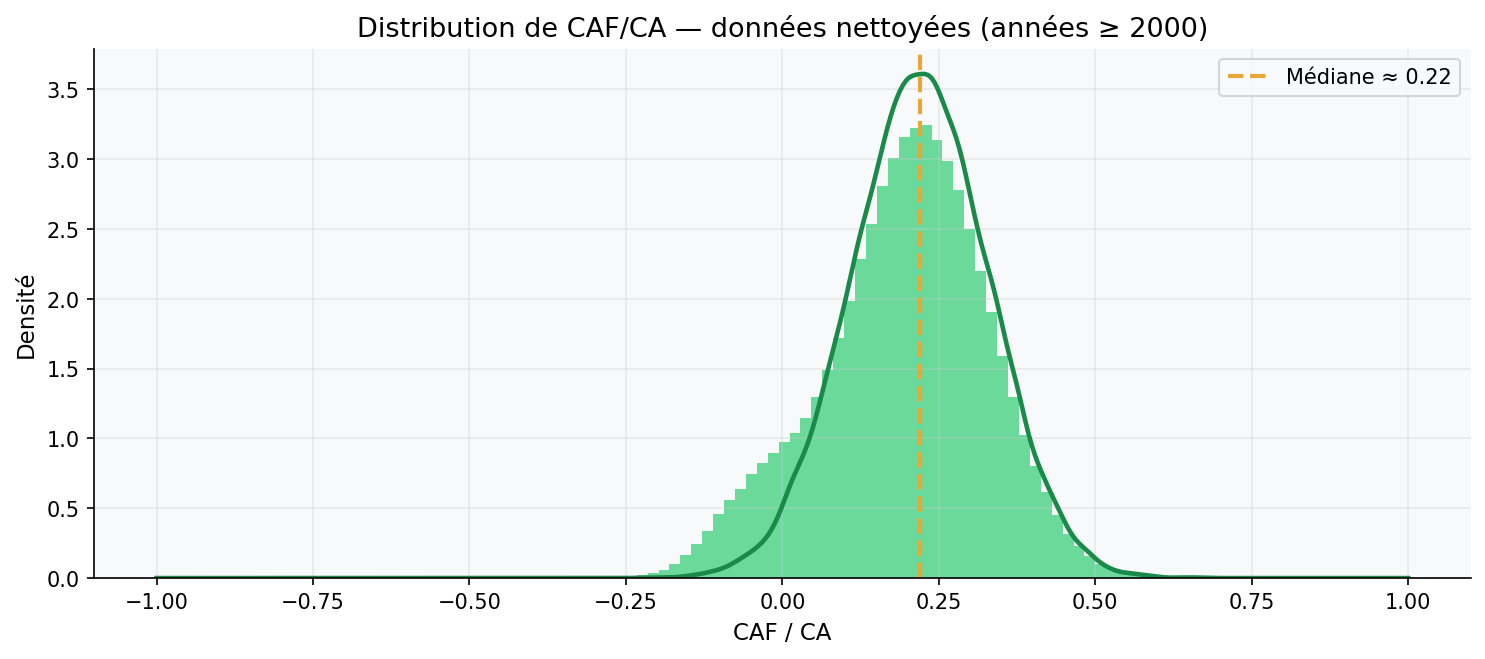 Distribution de CAF/CA — données nettoyées (années ≥ 2000)
Médiane ≈ 0.22
Densité
3.5
3.0
2.5
2.0
1.5
1.0
0.5
0.0
−1.00 −0.75 −0.50 −0.25 0.00 0.25 0.50 0.75 1.00
CAF / CA